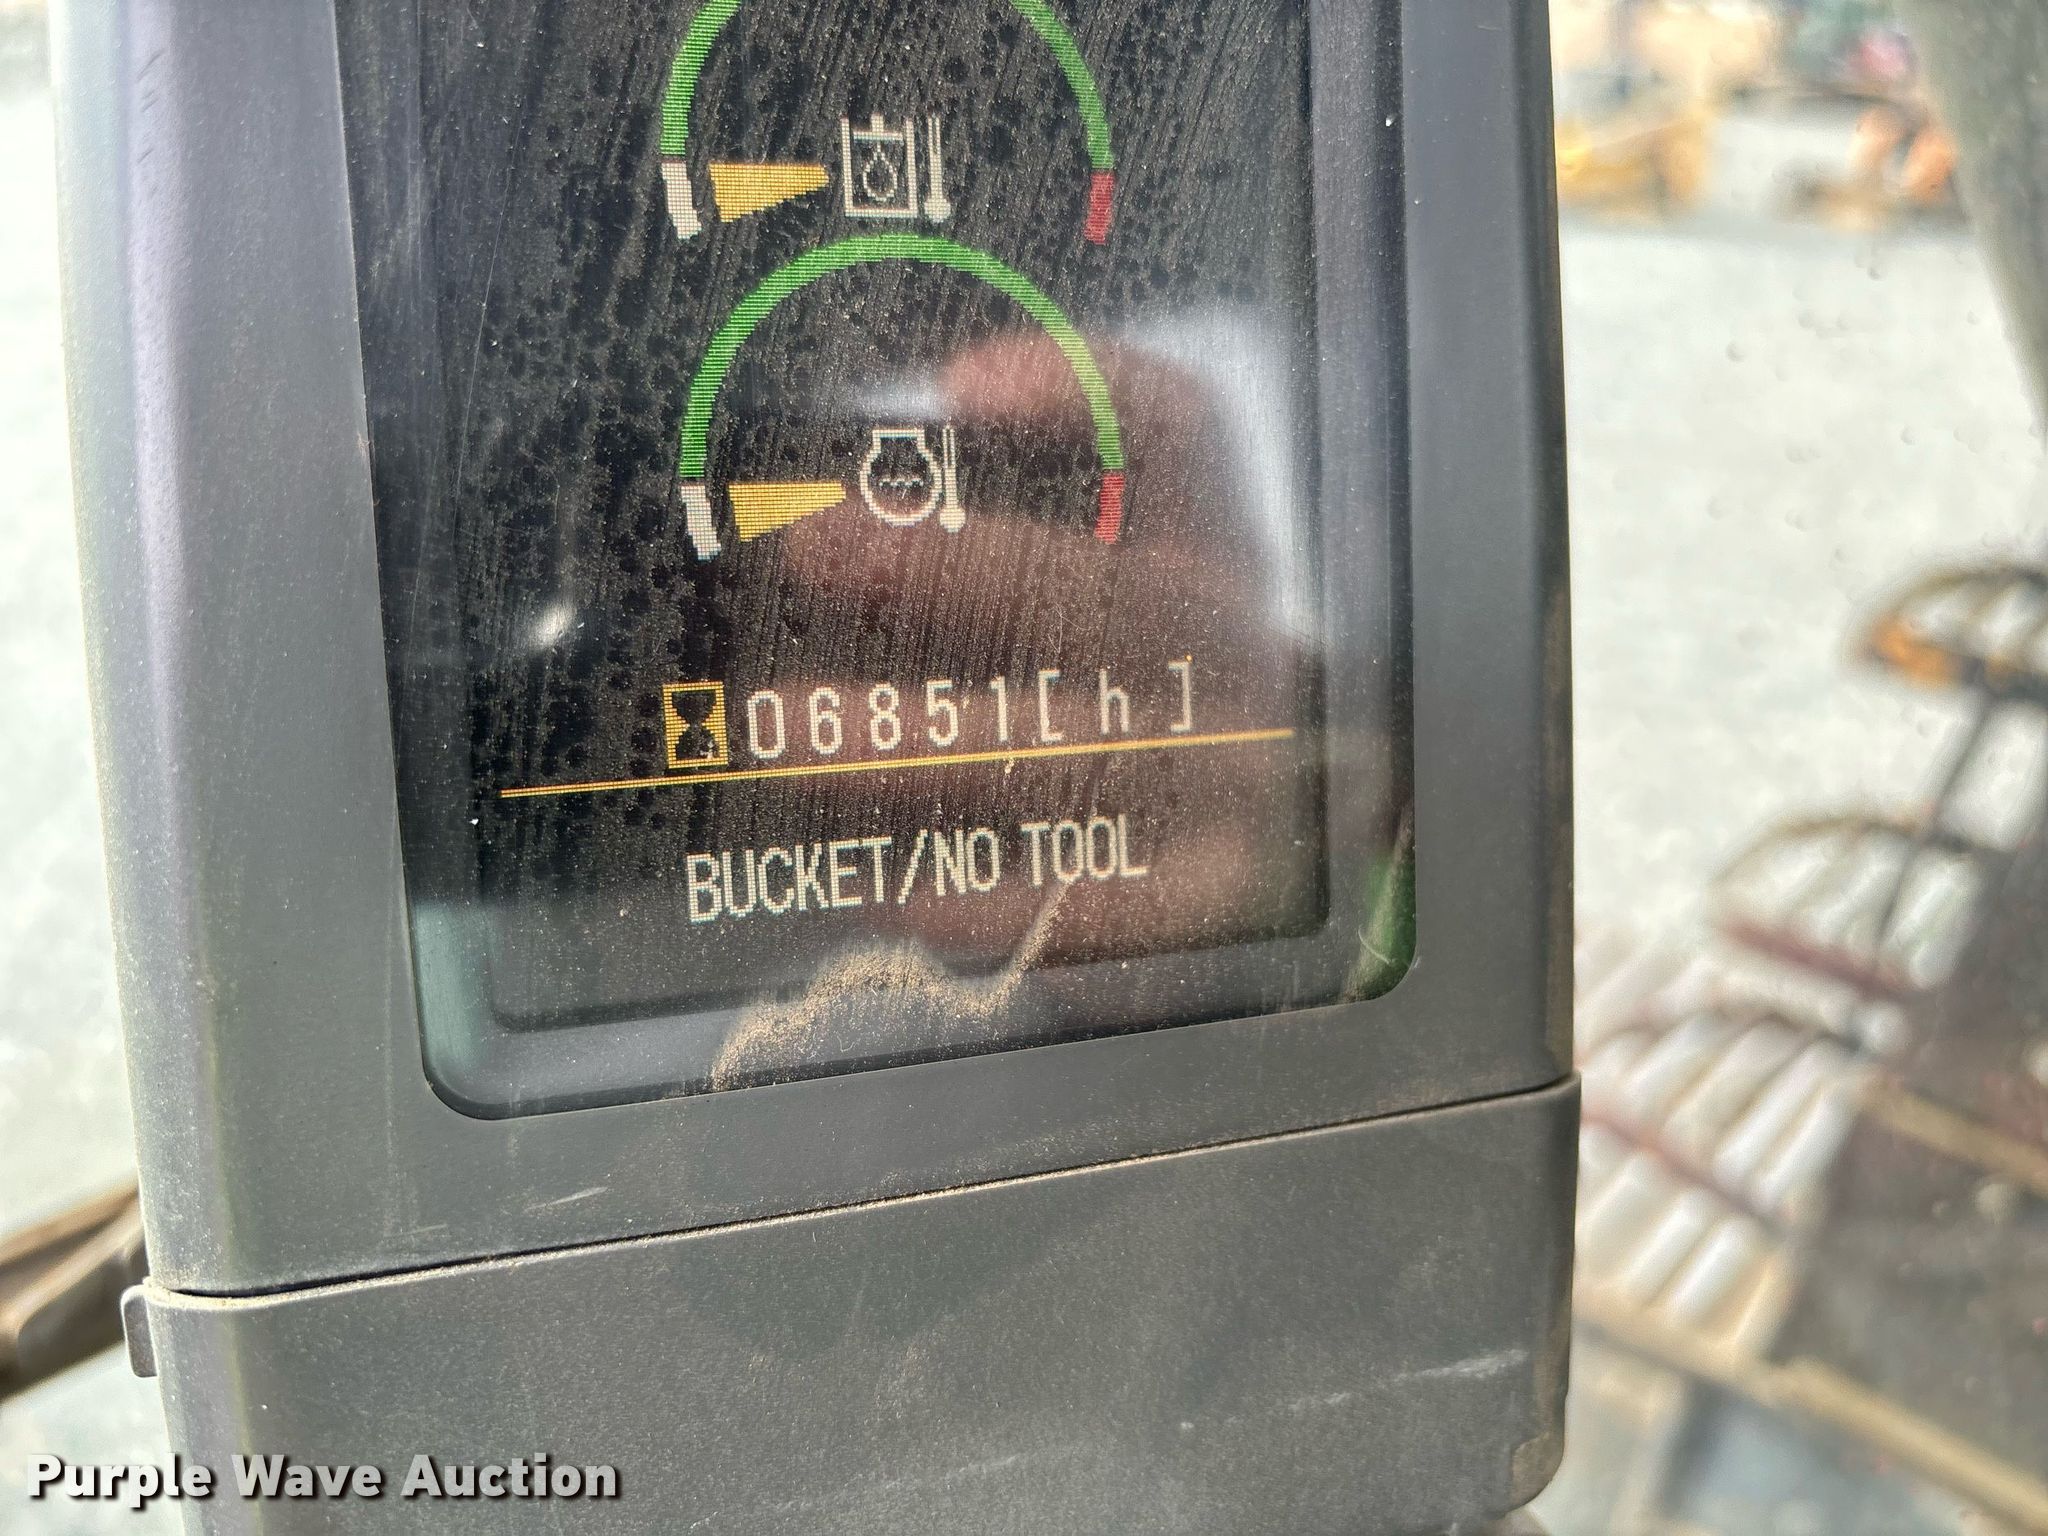 06851[ h ]
BUCKET/NO TOOL
Purple Wave Auction